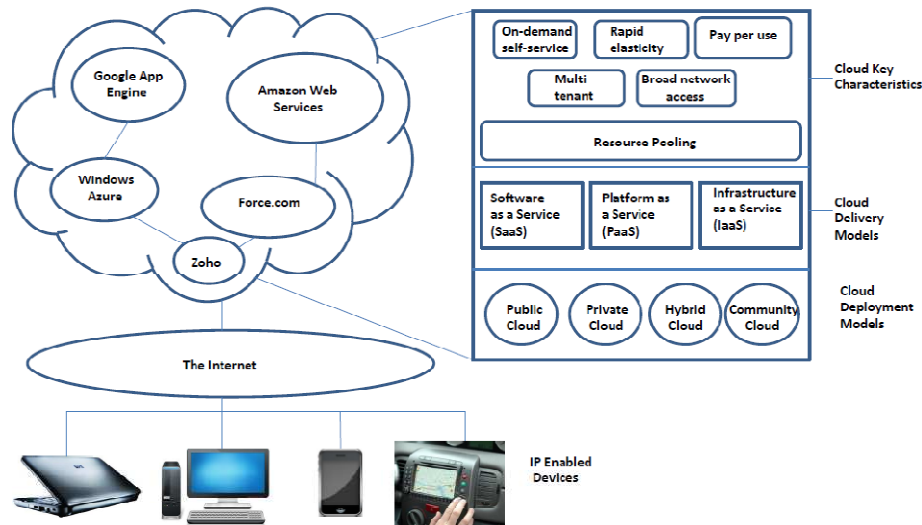 Google App
Engine
Amazon Web
Services
Windows
Azure
Force.com
Zoho
The Internet
On-demand
self-service
Rapid
elasticity
Pay per use
Multi
tenant
Broad network
access
Resource Pooling
Cloud Key
Characteristics
Software
as a Service
(SaaS)
Platform as
a Service
(PaaS)
Infrastructure
as a Service
(IaaS)
Cloud
Delivery
Models
Public
Cloud
Private
Cloud
Hybrid
Cloud
Community
Cloud
Cloud
Deployment
Models
IP Enabled
Devices